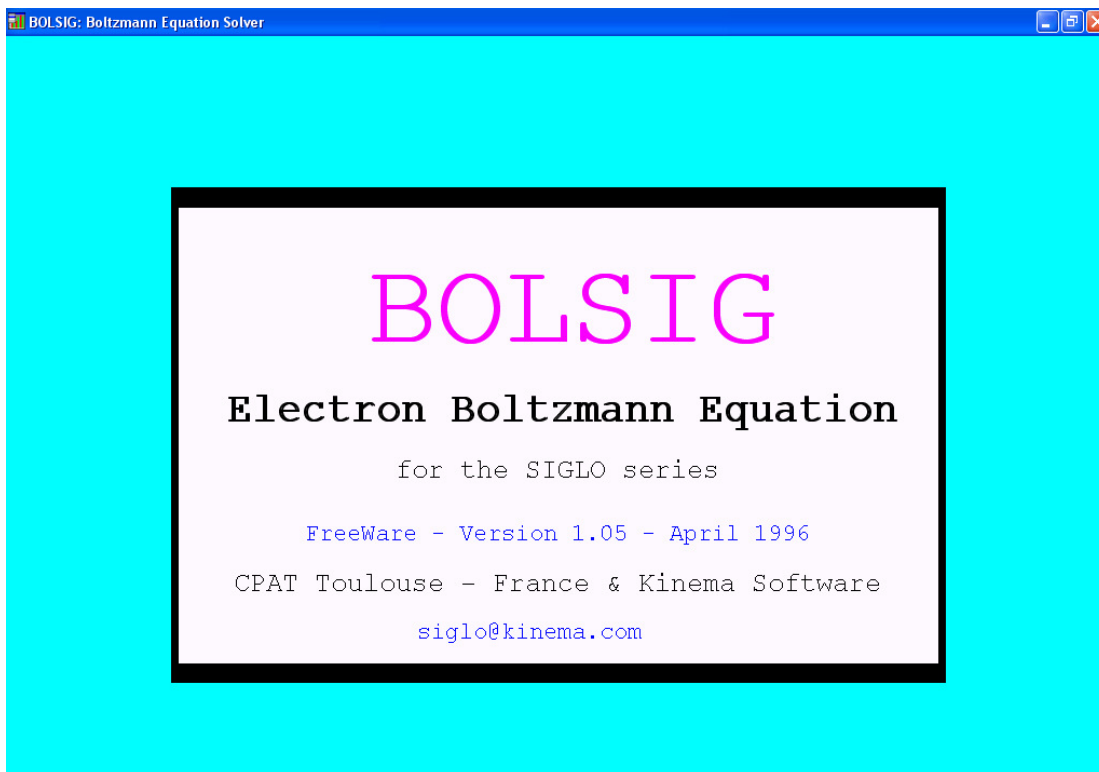 BOLSIG: Boltzmann Equation Solver
BOLSIG
Electron Boltzmann Equation
for the SIGLO series
FreeWare - Version 1.05 - April 1996
CPAT Toulouse - France & Kinema Software
siglo@kinema.com